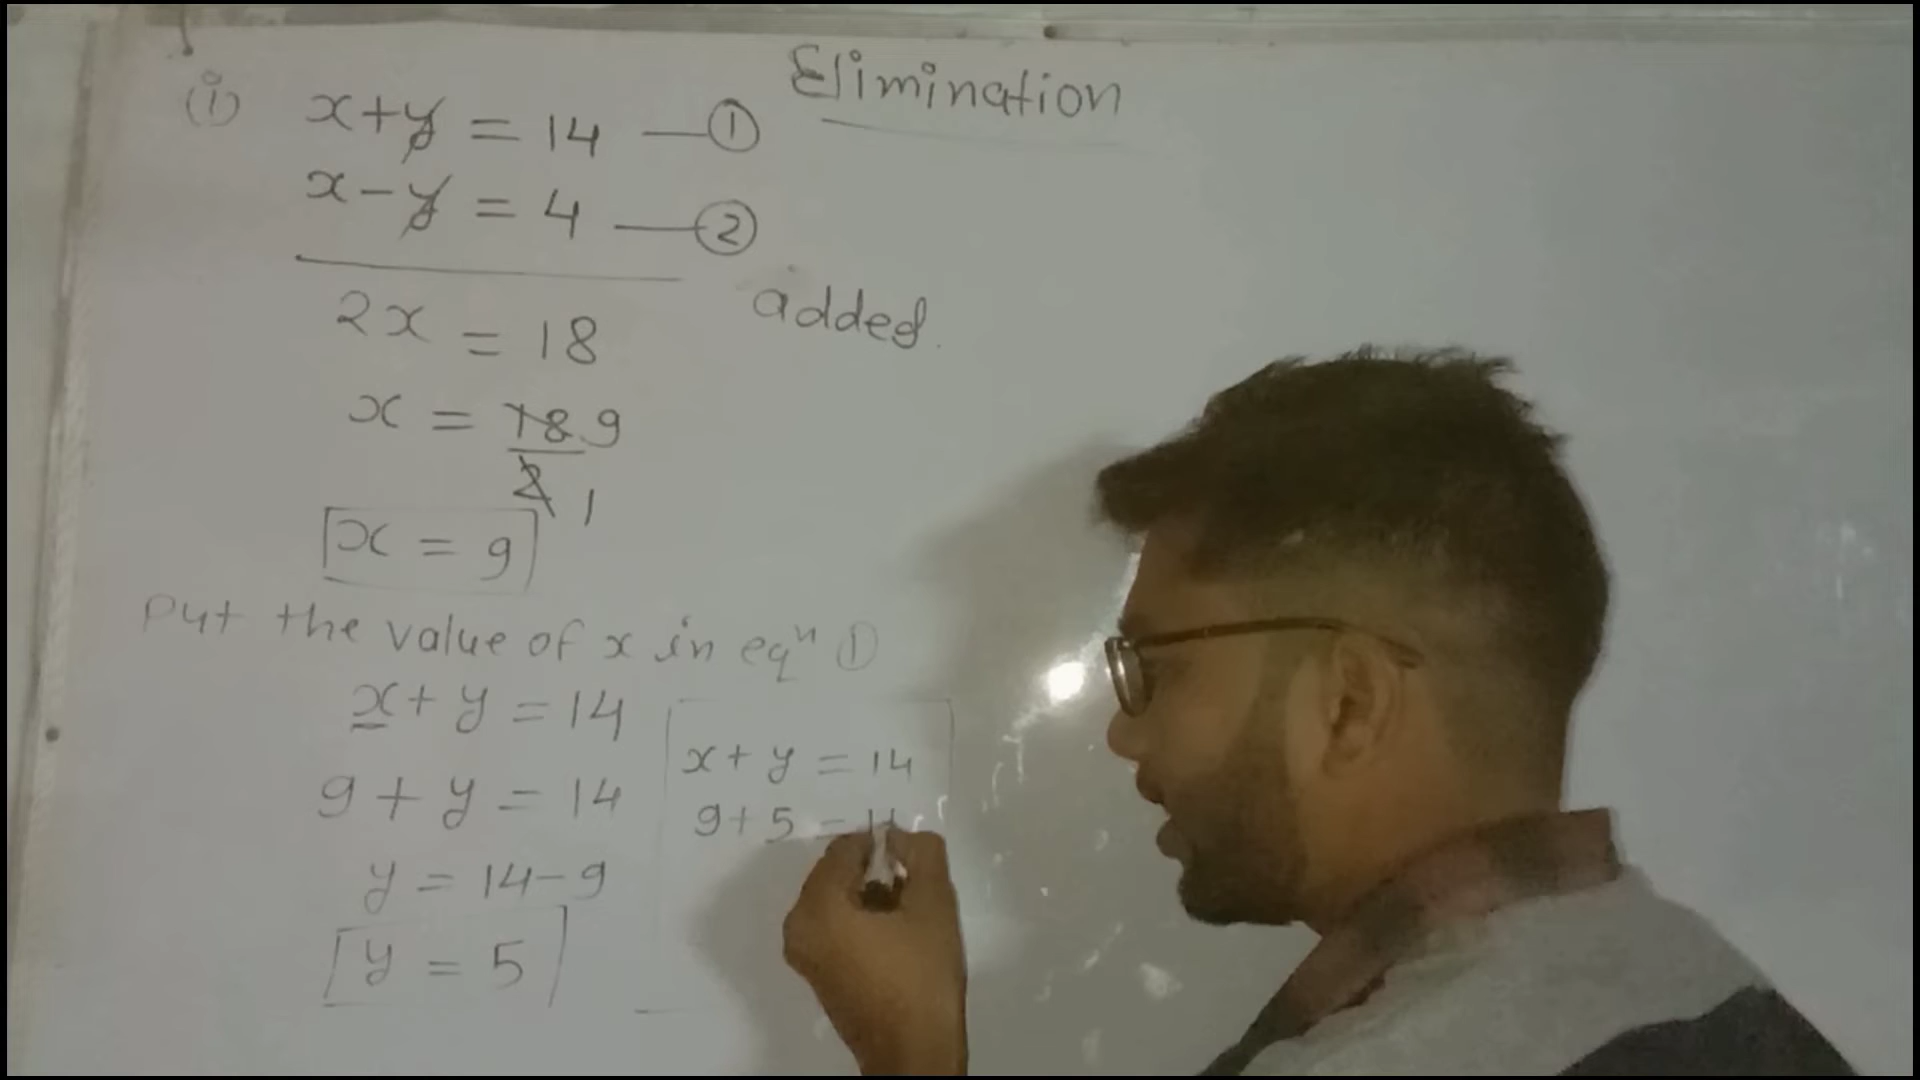 Elimination
(i) x+y = 14 —①
x-y = 4 —②
2x = 18 added.
x = 18/2 9 1
x = 9
Put the value of x in eqⁿ ①
x + y = 14
9 + y = 14
y = 14-9
y = 5
x + y = 14
9+5 =